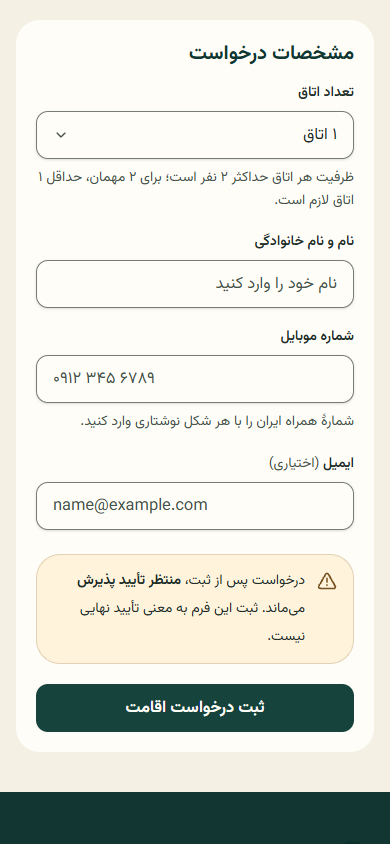 مشخصات درخواست
تعداد اتاق
۱ اتاق
ظرفیت هر اتاق حداکثر ۲ نفر است؛ برای ۲ مهمان، حداقل ۱
اتاق لازم است.
نام و نام خانوادگی
نام خود را وارد کنید
شماره موبایل
۰۹۱۲ ۳۴۵ ۶۷۸۹
شمارهٔ همراه ایران را با هر شکل نوشتاری وارد کنید.
ایمیل (اختیاری)
name@example.com
درخواست پس از ثبت، منتظر تأیید پذیرش
می‌ماند. ثبت این فرم به معنی تأیید نهایی
نیست.
ثبت درخواست اقامت